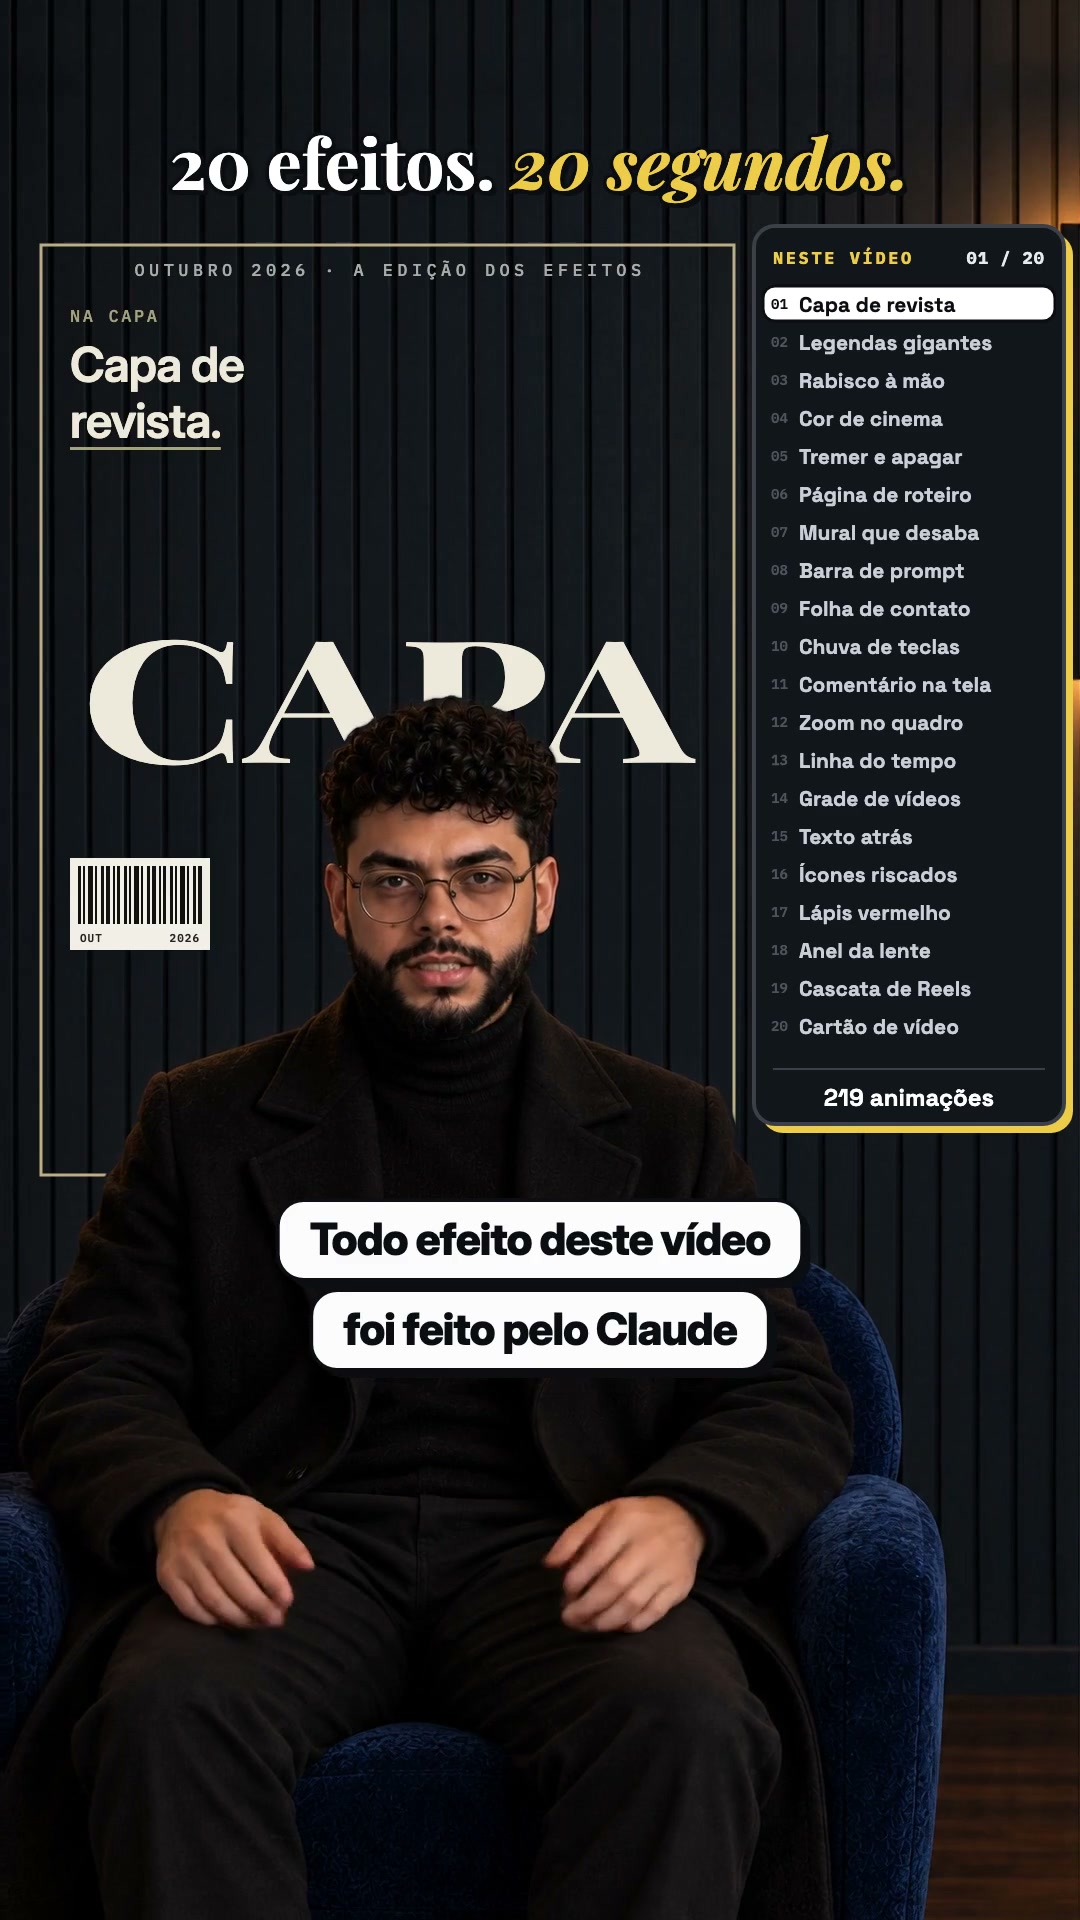 20 efeitos. 20 segundos.
OUTUBRO 2026 · A EDIÇÃO DOS EFEITOS
NA CAPA
Capa de
revista.
CAPA
OUT 2026
NESTE VÍDEO 01 / 20
01 Capa de revista
02 Legendas gigantes
03 Rabisco à mão
04 Cor de cinema
05 Tremer e apagar
06 Página de roteiro
07 Mural que desaba
08 Barra de prompt
09 Folha de contato
10 Chuva de teclas
11 Comentário na tela
12 Zoom no quadro
13 Linha do tempo
14 Grade de vídeos
15 Texto atrás
16 Ícones riscados
17 Lápis vermelho
18 Anel da lente
19 Cascata de Reels
20 Cartão de vídeo
219 animações
Todo efeito deste vídeo
foi feito pelo Claude